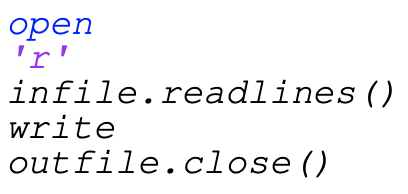 open
'r'
infile.readlines()
write
outfile.close()